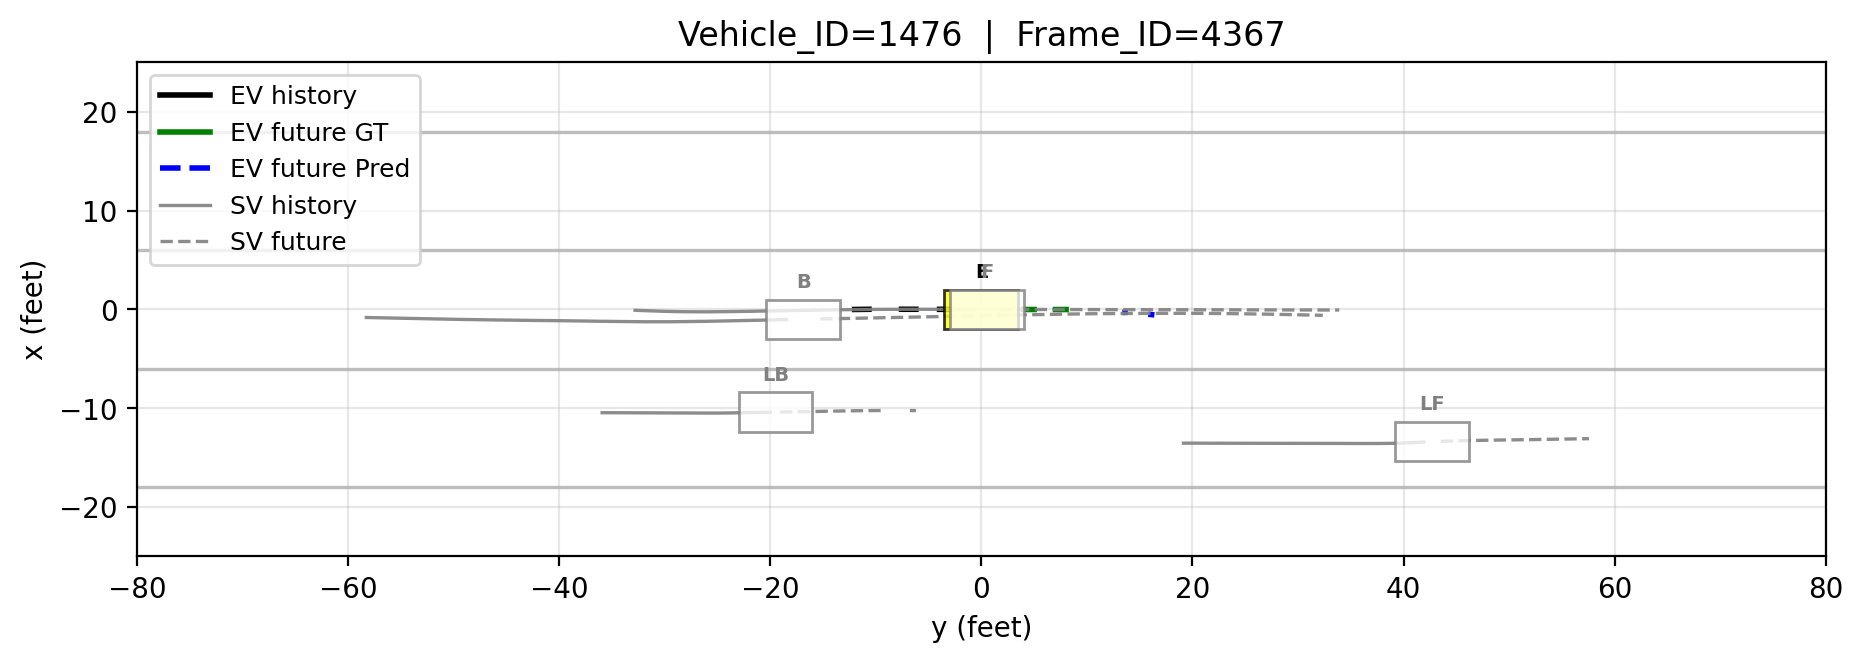 Vehicle_ID=1476 | Frame_ID=4367
EV history
EV future GT
EV future Pred
SV history
SV future
20
10
0
−10
−20
x (feet)
B
E
F
LB
LF
−80
−60
−40
−20
0
20
40
60
80
y (feet)